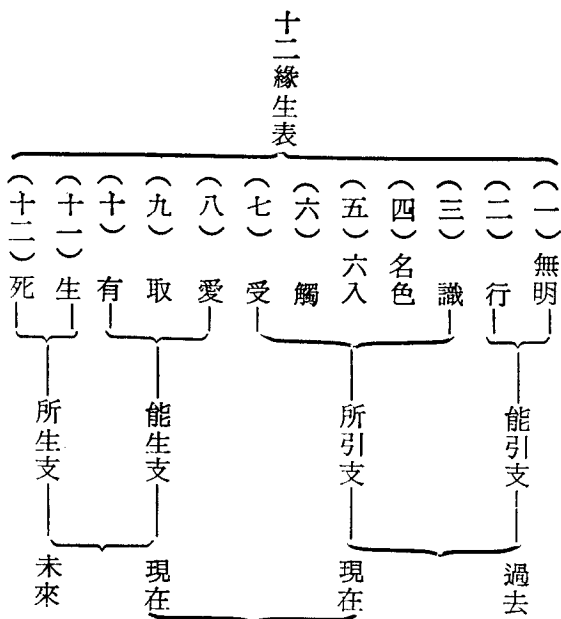 十二緣生表
（一）無明
（二）行
（三）識
（四）名色
（五）六入
（六）觸
（七）受
（八）愛
（九）取
（十）有
（十一）生
（十二）死
能引支
所引支
能生支
所生支
過去
現在
現在
未來